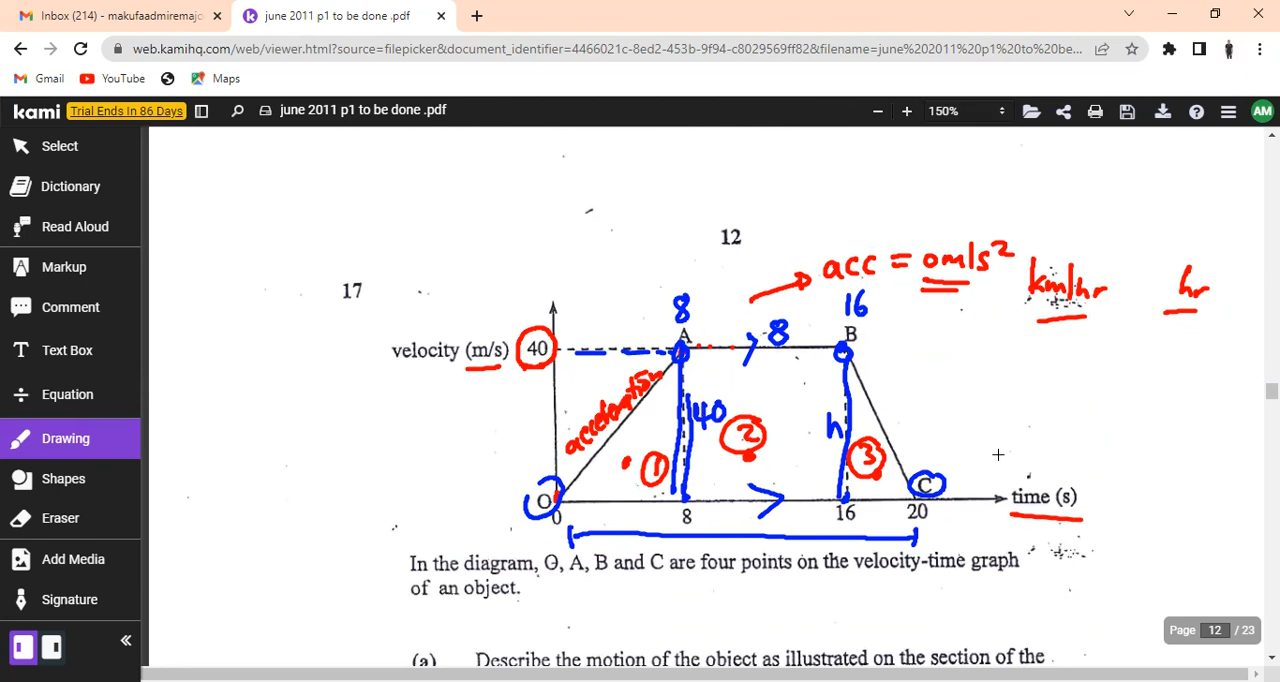 Inbox (214) - makufaadmiremajo
june 2011 p1 to be done .pdf
web.kamihq.com/web/viewer.html?source=filepicker&document_identifier=4466021c-8ed2-453b-9f94-c8029569ff82&filename=june%202011%20p1%20to%20be...
Gmail
YouTube
Maps
kami
Trial Ends In 86 Days
june 2011 p1 to be done .pdf
150%
AM
Select
Dictionary
Read Aloud
Markup
Comment
Text Box
Equation
Drawing
Shapes
Eraser
Add Media
Signature
12
17
acc = 0m/s²
km/hr
hr
8
16
A
B
8
velocity (m/s) 40
acceleration
40
h
1
2
3
O
C
time (s)
0
8
16
20
In the diagram, O, A, B and C are four points on the velocity-time graph
of an object.
Page 12 / 23
(a) Describe the motion of the object as illustrated on the section of the